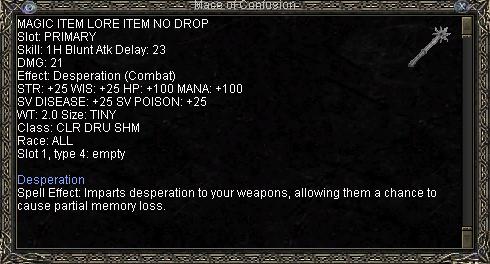 Mace of Confusion
MAGIC ITEM LORE ITEM NO DROP
Slot: PRIMARY
Skill: 1H Blunt Atk Delay: 23
DMG: 21
Effect: Desperation (Combat)
STR: +25 WIS: +25 HP: +100 MANA: +100
SV DISEASE: +25 SV POISON: +25
WT: 2.0 Size: TINY
Class: CLR DRU SHM
Race: ALL
Slot 1, type 4: empty
Desperation
Spell Effect: Imparts desperation to your weapons, allowing them a chance to
cause partial memory loss.